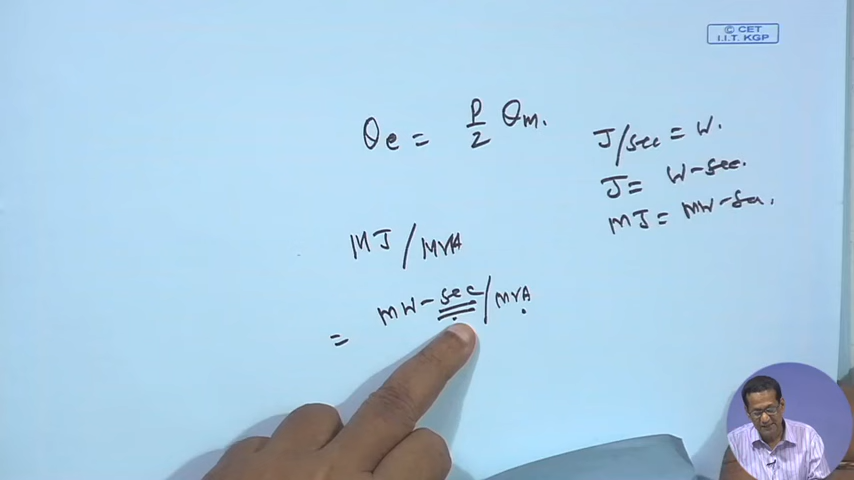 © CET
I.I.T. KGP
θe = P/2 θm.
J/sec = W.
J = W-sec.
MJ = MW-sec.
MJ/MVA
= MW-sec/MVA